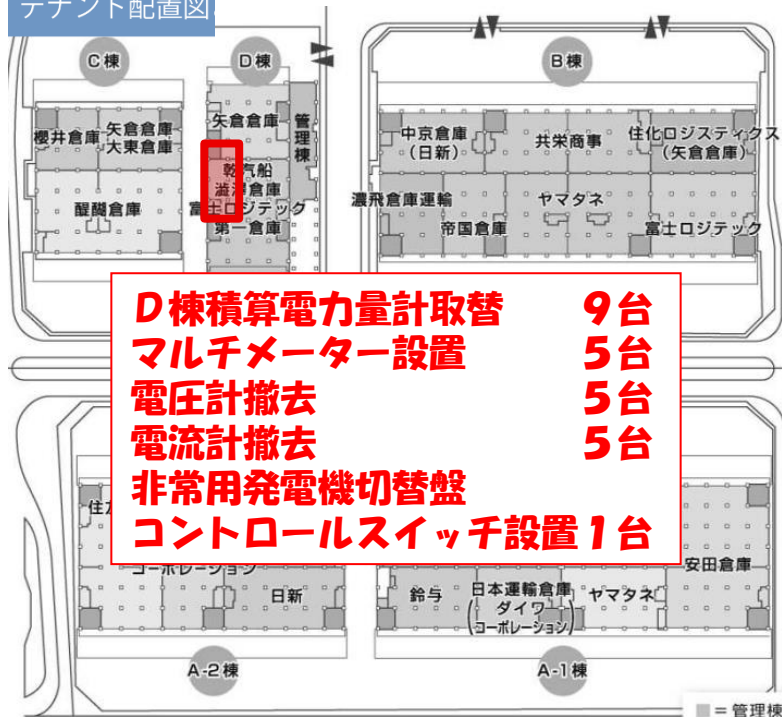 テナント配置図
C棟
D棟
B棟
櫻井倉庫
矢倉倉庫
大東倉庫
醍醐倉庫
矢倉倉庫
管理棟
乾汽船
澁澤倉庫
富士ロジテック
第一倉庫
中京倉庫
(日新)
共栄商事
住化ロジスティクス
(矢倉倉庫)
濃飛倉庫運輸
帝国倉庫
ヤマタネ
富士ロジテック
D棟積算電力量計取替 9台
マルチメーター設置 5台
電圧計撤去 5台
電流計撤去 5台
非常用発電機切替盤
コントロールスイッチ設置1台
コーポレーション
日新
鈴与
日本運輸倉庫
(ダイワ
コーポレーション)
ヤマタネ
安田倉庫
A-2棟
A-1棟
■=管理棟